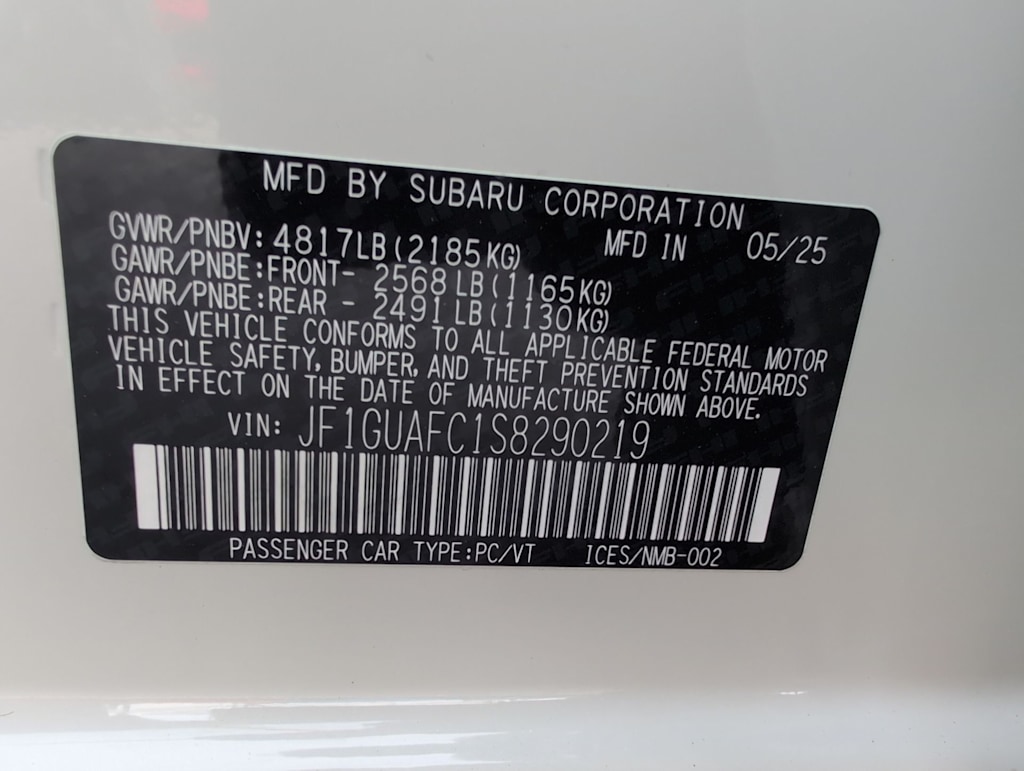 MFD BY SUBARU CORPORATION
GVWR/PNBV: 4817LB(2185KG) MFD IN 05/25
GAWR/PNBE:FRONT- 2568LB(1165KG)
GAWR/PNBE:REAR - 2491LB(1130KG)
THIS VEHICLE CONFORMS TO ALL APPLICABLE FEDERAL MOTOR
VEHICLE SAFETY, BUMPER, AND THEFT PREVENTION STANDARDS
IN EFFECT ON THE DATE OF MANUFACTURE SHOWN ABOVE.
VIN: JF1GUAFC1S8290219
PASSENGER CAR TYPE:PC/VT ICES/NMB-002